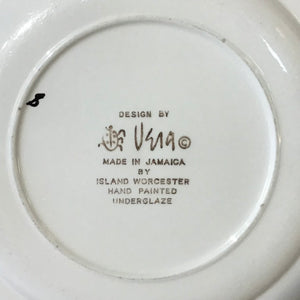 DESIGN BY
Vera ©
MADE IN JAMAICA
BY
ISLAND WORCESTER
HAND PAINTED
UNDERGLAZE